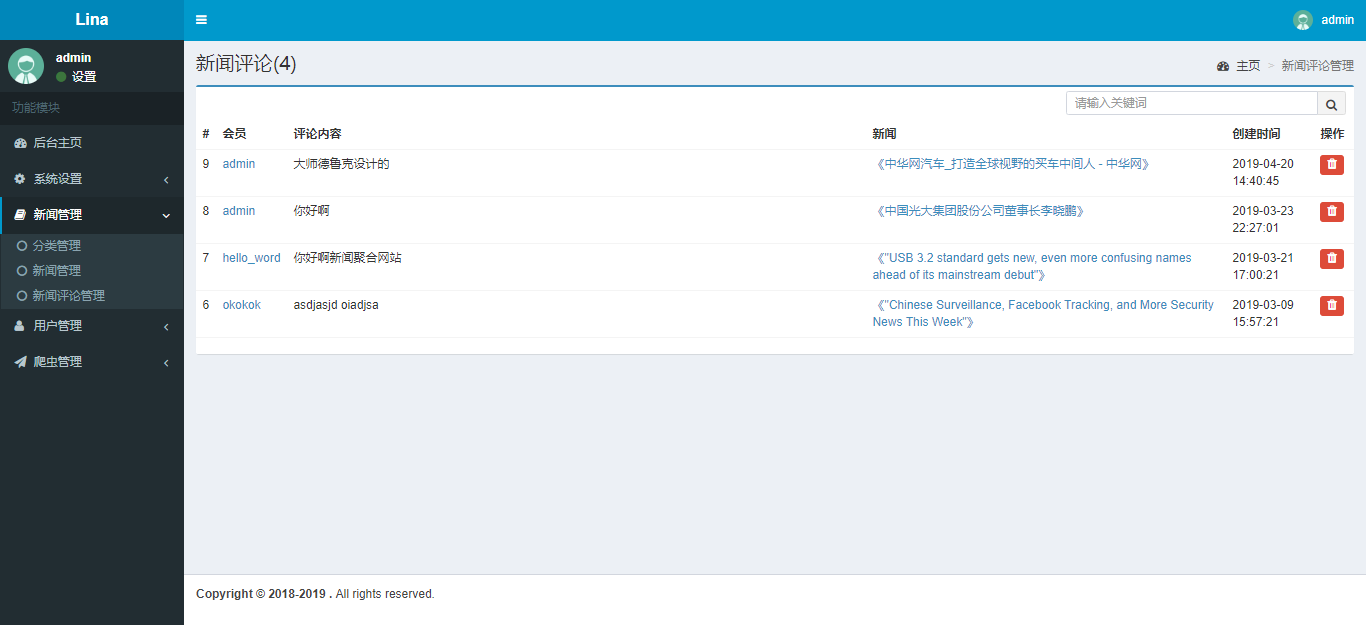 Lina
admin
admin
设置
功能模块
后台主页
系统设置
新闻管理
分类管理
新闻管理
新闻评论管理
用户管理
爬虫管理
新闻评论(4)
主页 > 新闻评论管理
请输入关键词
# 会员 评论内容 新闻 创建时间 操作
9 admin 大师德鲁克设计的 《中华网汽车_打造全球视野的买车中间人 - 中华网》 2019-04-20
14:40:45
8 admin 你好啊 《中国光大集团股份公司董事长李晓鹏》 2019-03-23
22:27:01
7 hello_word 你好啊新闻聚合网站 《"USB 3.2 standard gets new, even more confusing names 2019-03-21
ahead of its mainstream debut"》 17:00:21
6 okokok asdjasjd oiadjsa 《"Chinese Surveillance, Facebook Tracking, and More Security 2019-03-09
News This Week"》 15:57:21
Copyright © 2018-2019 . All rights reserved.